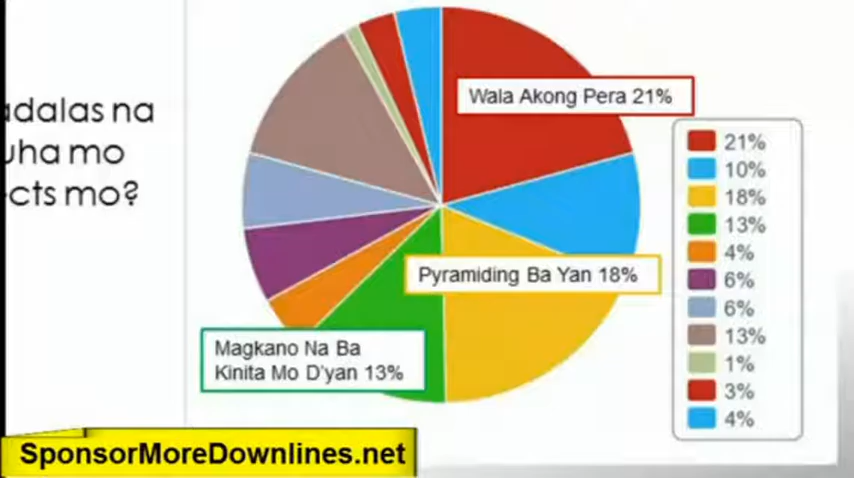 adalas na
uha mo
cts mo?
Wala Akong Pera 21%
Pyramiding Ba Yan 18%
Magkano Na Ba
Kinita Mo D'yan 13%
21%
10%
18%
13%
4%
6%
6%
13%
1%
3%
4%
SponsorMoreDownlines.net